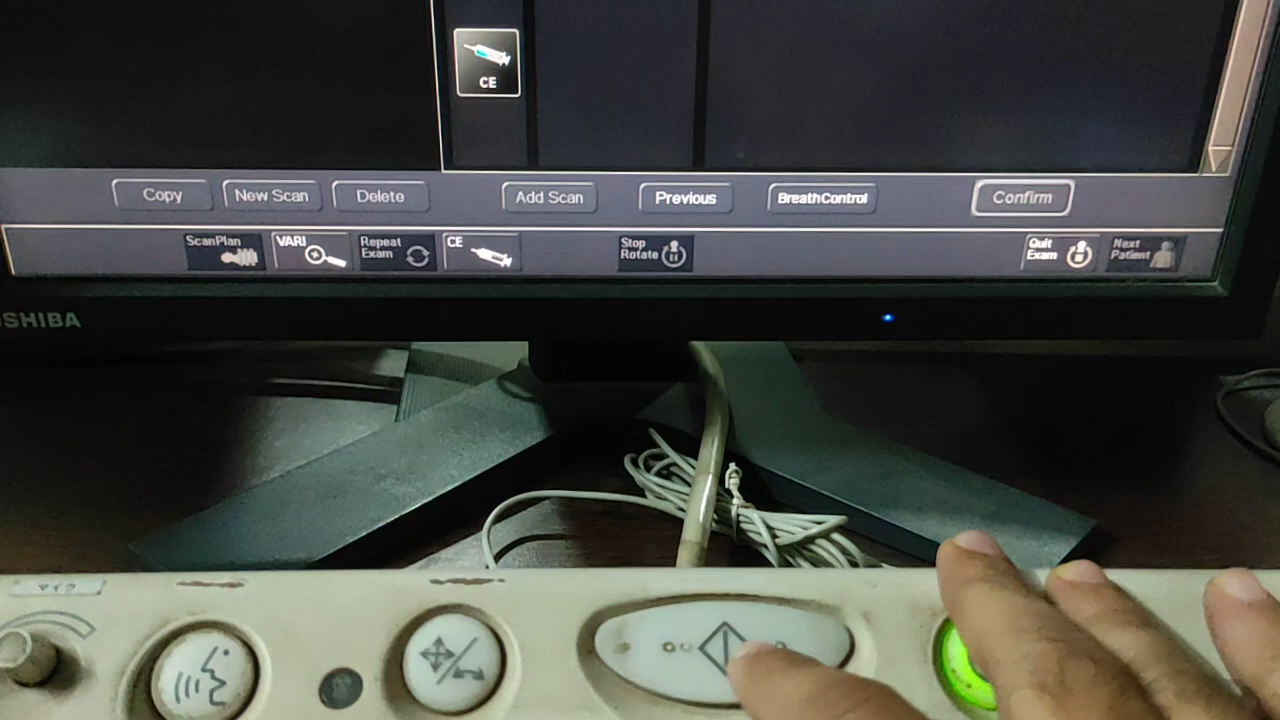 CE
Copy
New Scan
Delete
Add Scan
Previous
BreathControl
Confirm
ScanPlan
VARI
Repeat
Exam
CE
Stop
Rotate
Quit
Exam
Next
Patient
OSHIBA